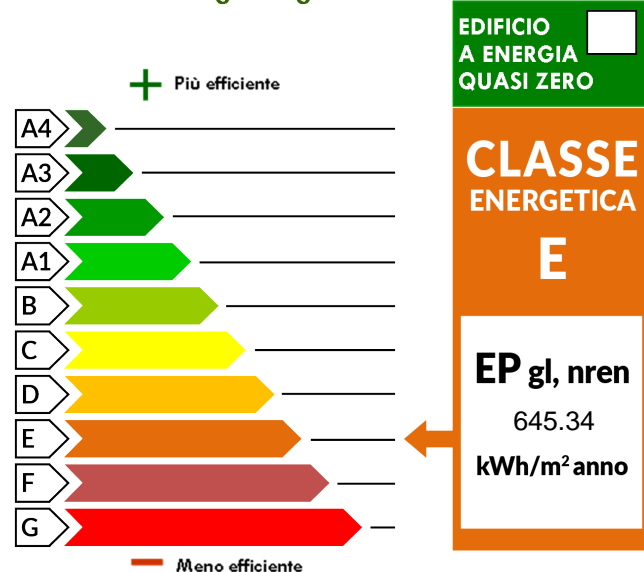 Più efficiente
A4
A3
A2
A1
B
C
D
E
F
G
Meno efficiente
EDIFICIO
A ENERGIA
QUASI ZERO
CLASSE
ENERGETICA
E
EP gl, nren
645.34
kWh/m² anno